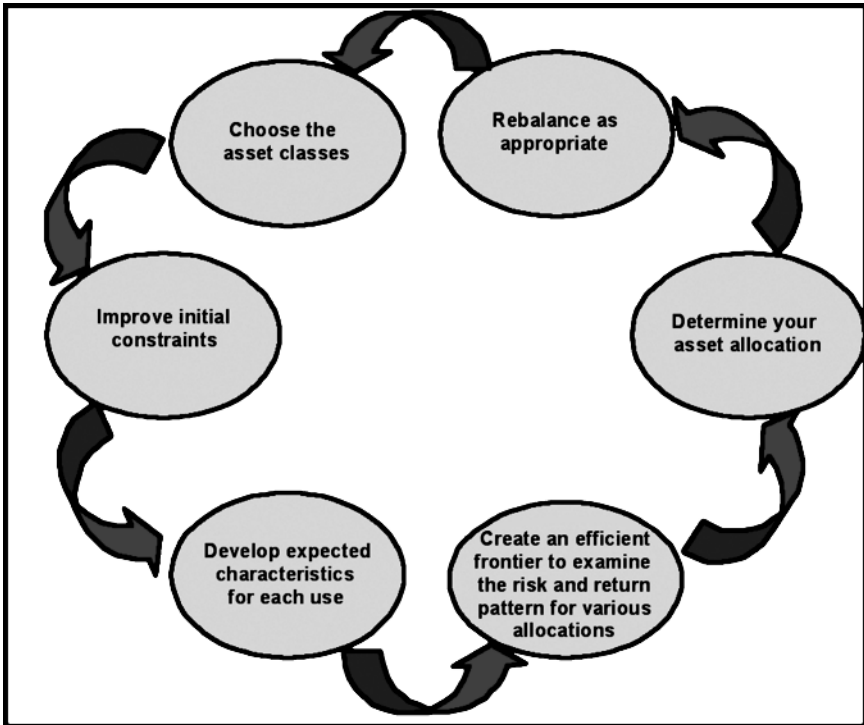 Choose the
asset classes
Rebalance as
appropriate
Improve initial
constraints
Determine your
asset allocation
Develop expected
characteristics
for each use
Create an efficient
frontier to examine
the risk and return
pattern for various
allocations